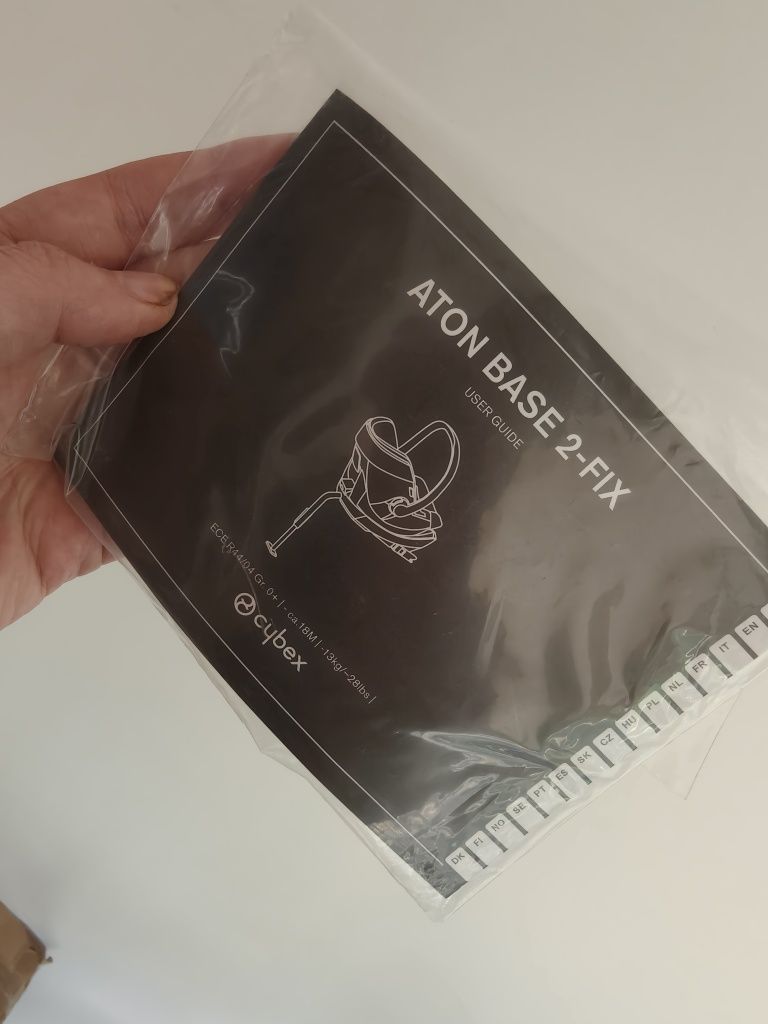 ATON BASE 2-FIX
USER GUIDE
ECE R44/04 Gr. 0+ | - ca.18M | -13kg/~28lbs |
cybex
DK
FI
NO
SE
PT
ES
SK
CZ
HU
PL
NL
FR
IT
EN